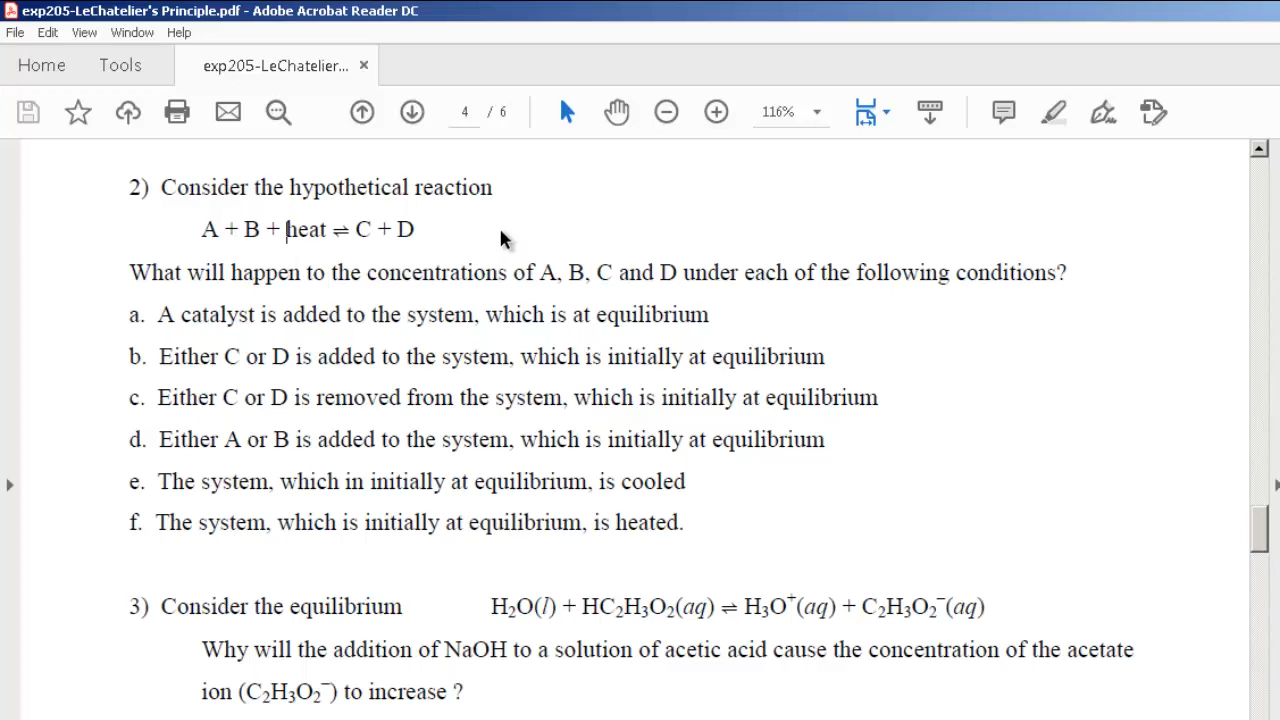 exp205-LeChatelier's Principle.pdf - Adobe Acrobat Reader DC
File Edit View Window Help
Home Tools exp205-LeChatelier... ×
4 / 6 116%
2) Consider the hypothetical reaction
A + B + heat ⇌ C + D
What will happen to the concentrations of A, B, C and D under each of the following conditions?
a. A catalyst is added to the system, which is at equilibrium
b. Either C or D is added to the system, which is initially at equilibrium
c. Either C or D is removed from the system, which is initially at equilibrium
d. Either A or B is added to the system, which is initially at equilibrium
e. The system, which in initially at equilibrium, is cooled
f. The system, which is initially at equilibrium, is heated.
3) Consider the equilibrium H₂O(l) + HC₂H₃O₂(aq) ⇌ H₃O⁺(aq) + C₂H₃O₂⁻(aq)
Why will the addition of NaOH to a solution of acetic acid cause the concentration of the acetate
ion (C₂H₃O₂⁻) to increase ?